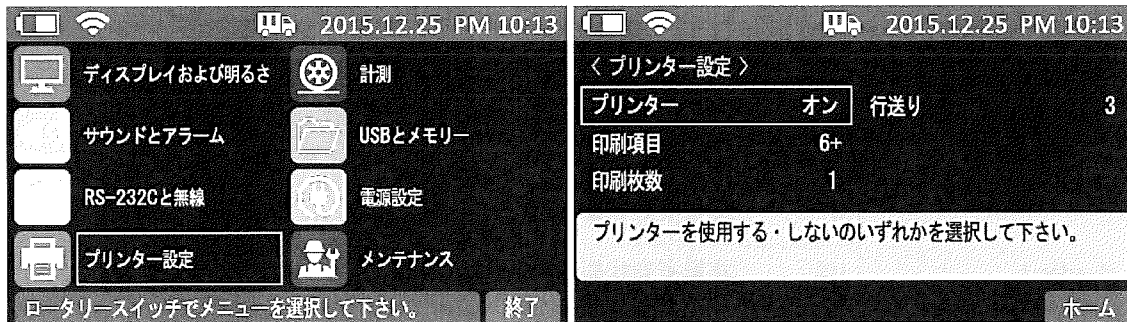 2015.12.25 PM 10:13
ディスプレイおよび明るさ
計測
サウンドとアラーム
USBとメモリー
RS-232Cと無線
電源設定
プリンター設定
メンテナンス
ロータリースイッチでメニューを選択して下さい。
終了
2015.12.25 PM 10:13
〈 プリンター設定 〉
プリンター オン
行送り 3
印刷項目 6+
印刷枚数 1
プリンターを使用する・しないのいずれかを選択して下さい。
ホーム